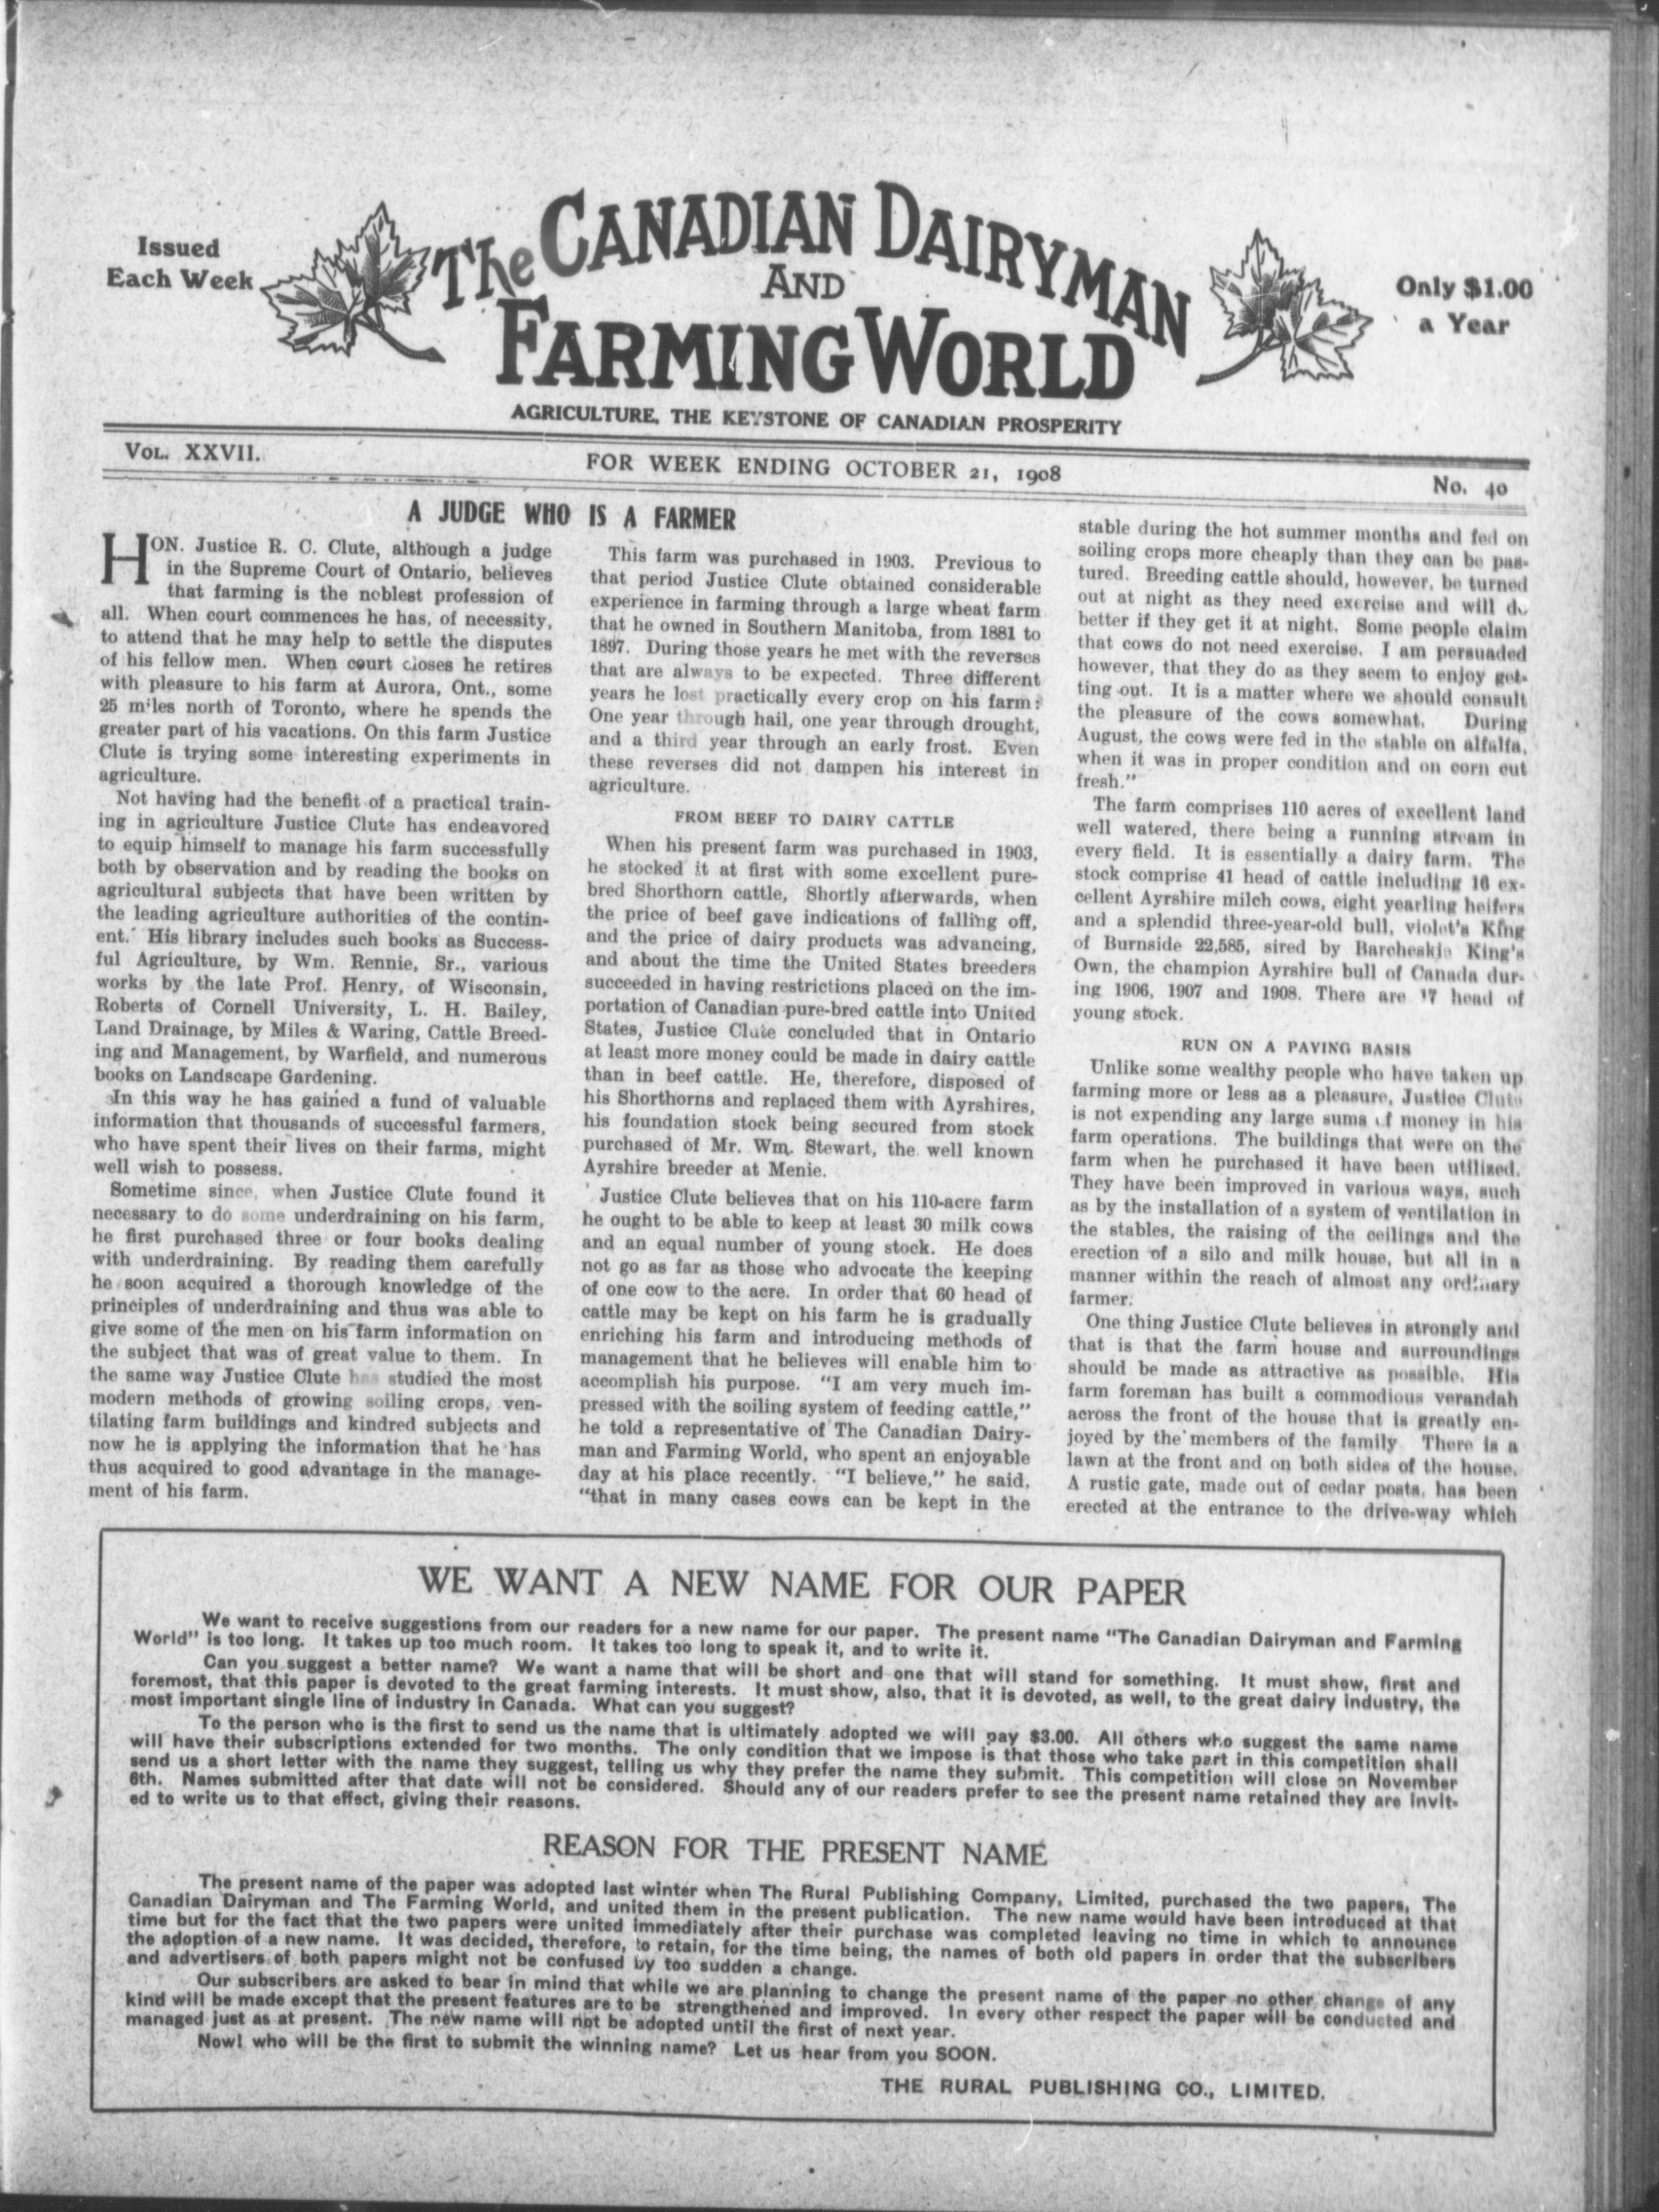 Issued
Each Week
The CANADIAN DAIRYMAN
AND
FARMING WORLD
Only $1.00
a Year
AGRICULTURE, THE KEYSTONE OF CANADIAN PROSPERITY
VOL. XXVII.
FOR WEEK ENDING OCTOBER 21, 1908
No. 40
A JUDGE WHO IS A FARMER
HON. Justice R. C. Clute, although a judge
in the Supreme Court of Ontario, believes
that farming is the noblest profession of
all. When court commences he has, of necessity,
to attend that he may help to settle the disputes
of his fellow men. When court closes he retires
with pleasure to his farm at Aurora, Ont., some
25 miles north of Toronto, where he spends the
greater part of his vacations. On this farm Justice
Clute is trying some interesting experiments in
agriculture.
Not having had the benefit of a practical train-
ing in agriculture Justice Clute has endeavored
to equip himself to manage his farm successfully
both by observation and by reading the books on
agricultural subjects that have been written by
the leading agriculture authorities of the contin-
ent. His library includes such books as Success-
ful Agriculture, by Wm. Rennie, Sr., various
works by the late Prof. Henry, of Wisconsin,
Roberts of Cornell University, L. H. Bailey,
Land Drainage, by Miles & Waring, Cattle Breed-
ing and Management, by Warfield, and numerous
books on Landscape Gardening.
In this way he has gained a fund of valuable
information that thousands of successful farmers,
who have spent their lives on their farms, might
well wish to possess.
Sometime since, when Justice Clute found it
necessary to do some underdraining on his farm,
he first purchased three or four books dealing
with underdraining. By reading them carefully
he soon acquired a thorough knowledge of the
principles of underdraining and thus was able to
give some of the men on his farm information on
the subject that was of great value to them. In
the same way Justice Clute has studied the most
modern methods of growing soiling crops, ven-
tilating farm buildings and kindred subjects and
now he is applying the information that he has
thus acquired to good advantage in the manage-
ment of his farm.
This farm was purchased in 1903. Previous to
that period Justice Clute obtained considerable
experience in farming through a large wheat farm
that he owned in Southern Manitoba, from 1881 to
1897. During those years he met with the reverses
that are always to be expected. Three different
years he lost practically every crop on his farm:
One year through hail, one year through drought,
and a third year through an early frost. Even
these reverses did not dampen his interest in
agriculture.
FROM BEEF TO DAIRY CATTLE
When his present farm was purchased in 1903,
he stocked it at first with some excellent pure-
bred Shorthorn cattle, Shortly afterwards, when
the price of beef gave indications of falling off,
and the price of dairy products was advancing,
and about the time the United States breeders
succeeded in having restrictions placed on the im-
portation of Canadian pure-bred cattle into United
States, Justice Clute concluded that in Ontario
at least more money could be made in dairy cattle
than in beef cattle. He, therefore, disposed of
his Shorthorns and replaced them with Ayrshires,
his foundation stock being secured from stock
purchased of Mr. Wm. Stewart, the well known
Ayrshire breeder at Menie.
Justice Clute believes that on his 110-acre farm
he ought to be able to keep at least 30 milk cows
and an equal number of young stock. He does
not go as far as those who advocate the keeping
of one cow to the acre. In order that 60 head of
cattle may be kept on his farm he is gradually
enriching his farm and introducing methods of
management that he believes will enable him to
accomplish his purpose. "I am very much im-
pressed with the soiling system of feeding cattle,"
he told a representative of The Canadian Dairy-
man and Farming World, who spent an enjoyable
day at his place recently. "I believe," he said,
"that in many cases cows can be kept in the
stable during the hot summer months and fed on
soiling crops more cheaply than they can be pas-
tured. Breeding cattle should, however, be turned
out at night as they need exercise and will do
better if they get it at night. Some people claim
that cows do not need exercise. I am persuaded
however, that they do as they seem to enjoy get-
ting out. It is a matter where we should consult
the pleasure of the cows somewhat. During
August, the cows were fed in the stable on alfalfa,
when it was in proper condition and on corn cut
fresh."
The farm comprises 110 acres of excellent land
well watered, there being a running stream in
every field. It is essentially a dairy farm. The
stock comprise 41 head of cattle including 16 ex-
cellent Ayrshire milch cows, eight yearling heifers
and a splendid three-year-old bull, violet's King
of Burnside 22,585, sired by Barcheskie King's
Own, the champion Ayrshire bull of Canada dur-
ing 1906, 1907 and 1908. There are 17 head of
young stock.
RUN ON A PAYING BASIS
Unlike some wealthy people who have taken up
farming more or less as a pleasure, Justice Clute
is not expending any large sums of money in his
farm operations. The buildings that were on the
farm when he purchased it have been utilized.
They have been improved in various ways, such
as by the installation of a system of ventilation in
the stables, the raising of the ceilings and the
erection of a silo and milk house, but all in a
manner within the reach of almost any ordinary
farmer.
One thing Justice Clute believes in strongly and
that is that the farm house and surroundings
should be made as attractive as possible. His
farm foreman has built a commodious verandah
across the front of the house that is greatly en-
joyed by the members of the family There is a
lawn at the front and on both sides of the house.
A rustic gate, made out of cedar posts, has been
erected at the entrance to the drive-way which
WE WANT A NEW NAME FOR OUR PAPER
We want to receive suggestions from our readers for a new name for our paper. The present name "The Canadian Dairyman and Farming
World" is too long. It takes up too much room. It takes too long to speak it, and to write it.
Can you suggest a better name? We want a name that will be short and one that will stand for something. It must show, first and
foremost, that this paper is devoted to the great farming interests. It must show, also, that it is devoted, as well, to the great dairy industry, the
most important single line of industry in Canada. What can you suggest?
To the person who is the first to send us the name that is ultimately adopted we will pay $3.00. All others who suggest the same name
will have their subscriptions extended for two months. The only condition that we impose is that those who take part in this competition shall
send us a short letter with the name they suggest, telling us why they prefer the name they submit. This competition will close on November
6th. Names submitted after that date will not be considered. Should any of our readers prefer to see the present name retained they are invit-
ed to write us to that effect, giving their reasons.
REASON FOR THE PRESENT NAME
The present name of the paper was adopted last winter when The Rural Publishing Company, Limited, purchased the two papers, The
Canadian Dairyman and The Farming World, and united them in the present publication. The new name would have been introduced at that
time but for the fact that the two papers were united immediately after their purchase was completed leaving no time in which to announce
the adoption of a new name. It was decided, therefore, to retain, for the time being, the names of both old papers in order that the subscribers
and advertisers of both papers might not be confused by too sudden a change.
Our subscribers are asked to bear in mind that while we are planning to change the present name of the paper no other change of any
kind will be made except that the present features are to be strengthened and improved. In every other respect the paper will be conducted and
managed just as at present. The new name will not be adopted until the first of next year.
Now! who will be the first to submit the winning name? Let us hear from you SOON.
THE RURAL PUBLISHING CO., LIMITED.